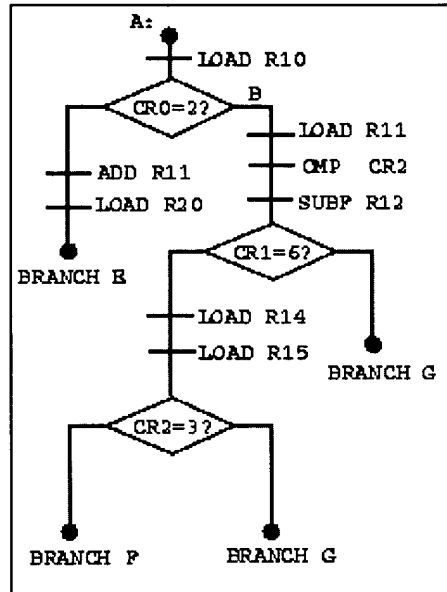 A:
LOAD R10
CR0=2?
B
LOAD R11
ADD R11
CMP CR2
LOAD R20
SUBF R12
BRANCH E
CR1=6?
LOAD R14
LOAD R15
BRANCH G
CR2=3?
BRANCH F
BRANCH G